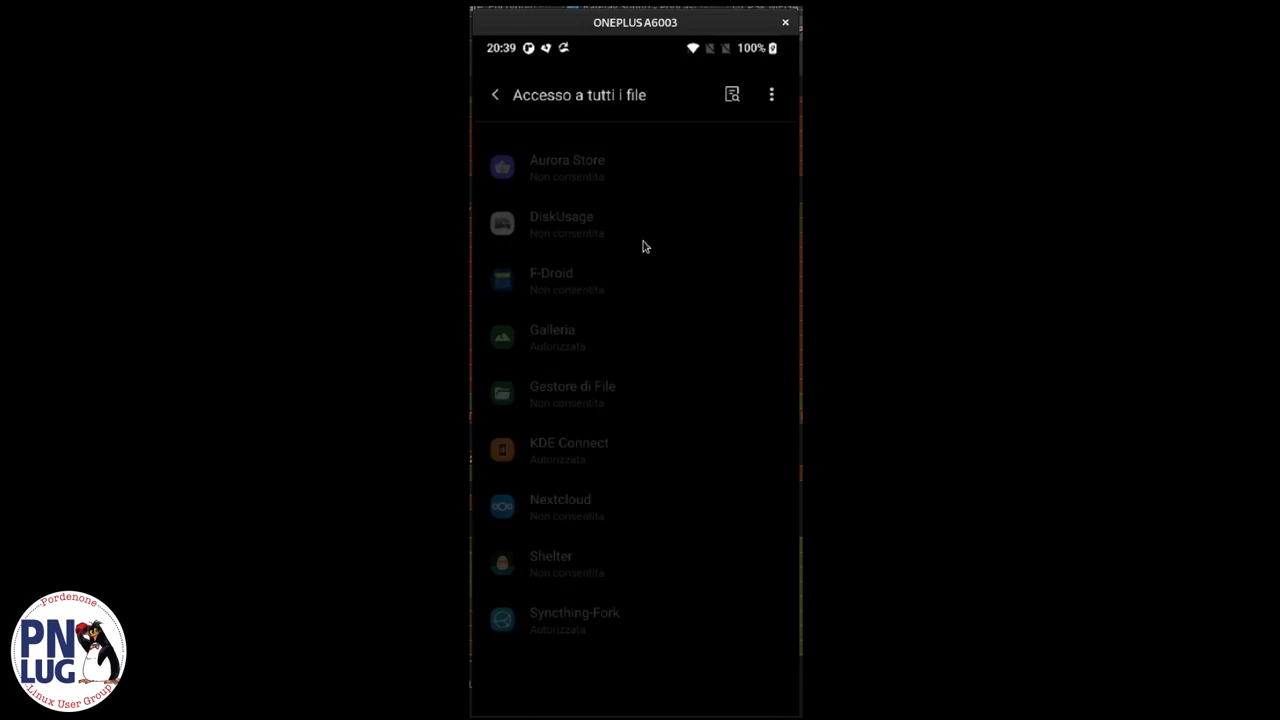 ONEPLUS A6003
20:39
100%
Accesso a tutti i file
Aurora Store
Non consentita
DiskUsage
Non consentita
F-Droid
Non consentita
Galleria
Autorizzata
Gestore di File
Non consentita
KDE Connect
Autorizzata
Nextcloud
Non consentita
Shelter
Non consentita
Syncthing-Fork
Autorizzata
Pordenone
PN
LUG
Linux User Group